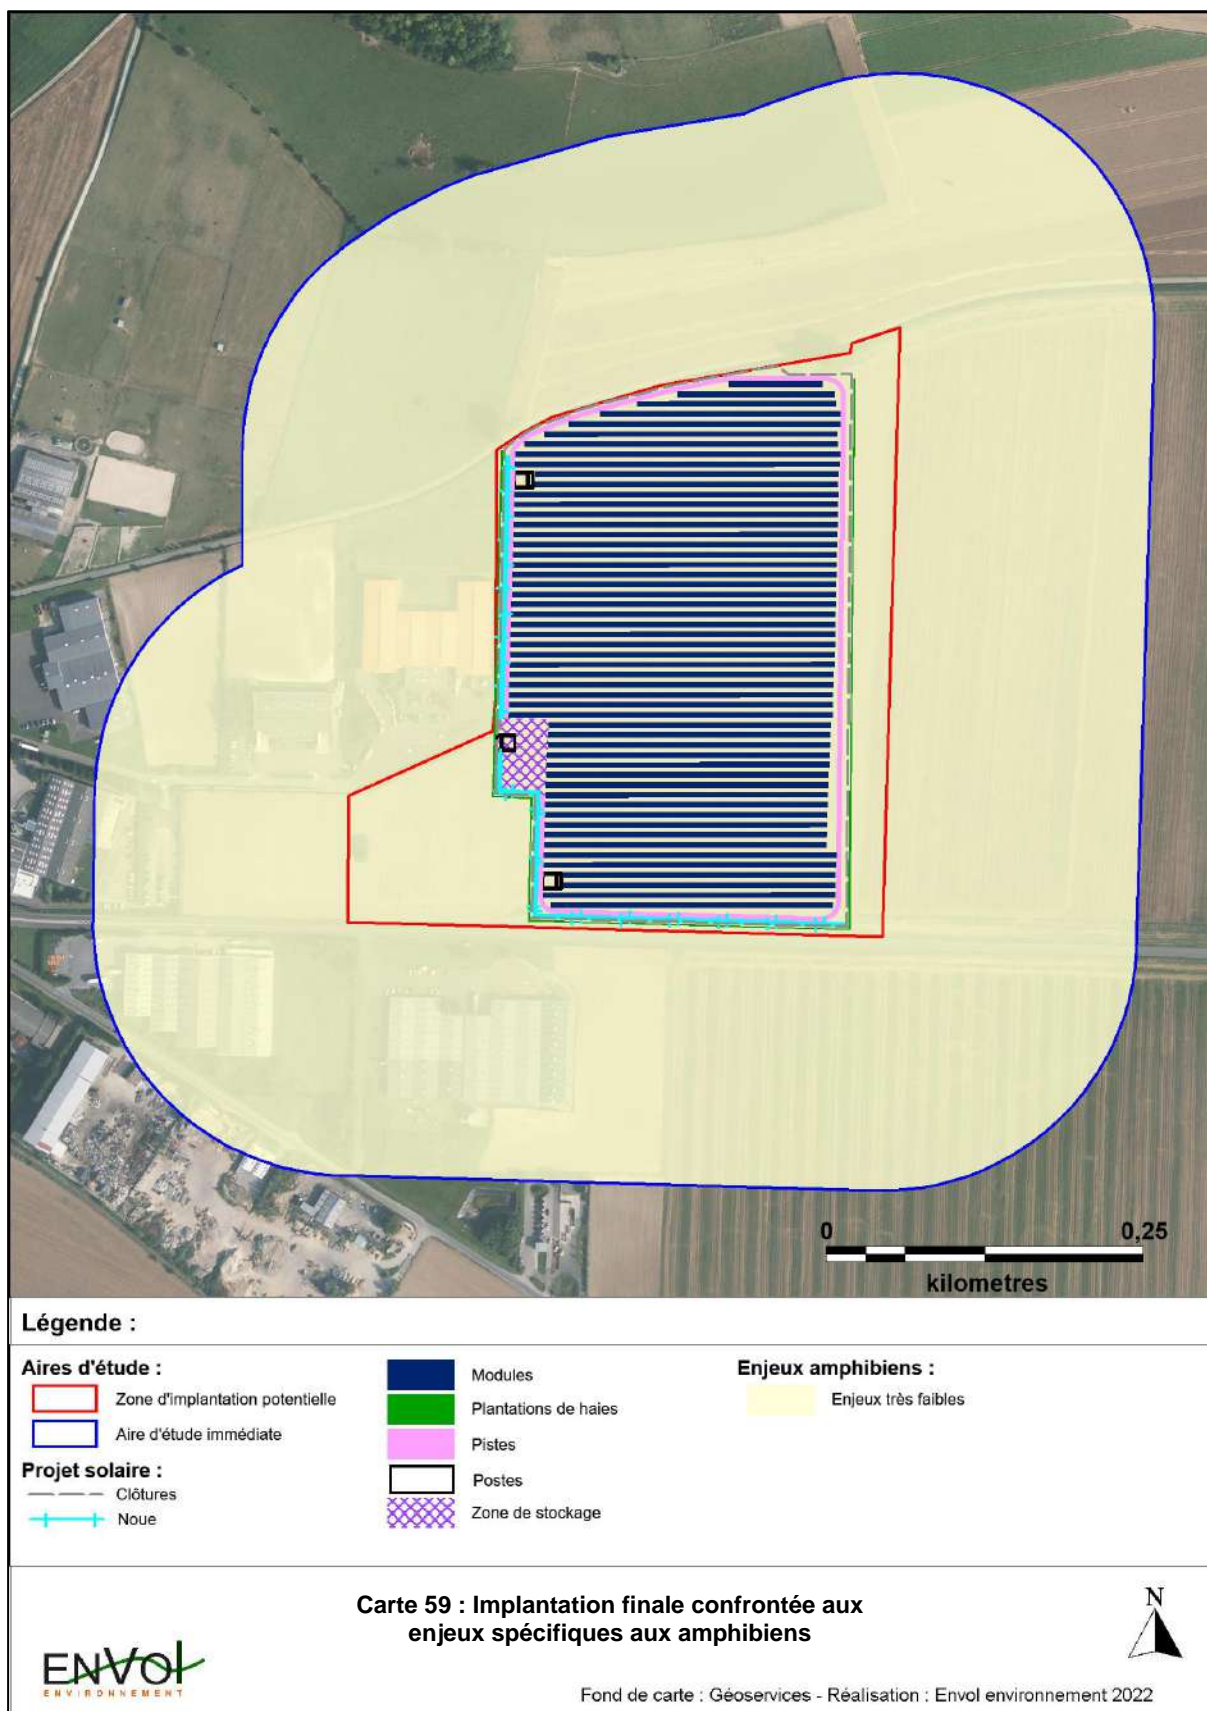 0 0,25
kilometres
Légende :
Aires d'étude :
Zone d'implantation potentielle
Aire d'étude immédiate
Projet solaire :
Clôtures
Noue
Modules
Plantations de haies
Pistes
Postes
Zone de stockage
Enjeux amphibiens :
Enjeux très faibles
Carte 59 : Implantation finale confrontée aux
enjeux spécifiques aux amphibiens
N
ENVOl
ENVIRONNEMENT
Fond de carte : Géoservices - Réalisation : Envol environnement 2022